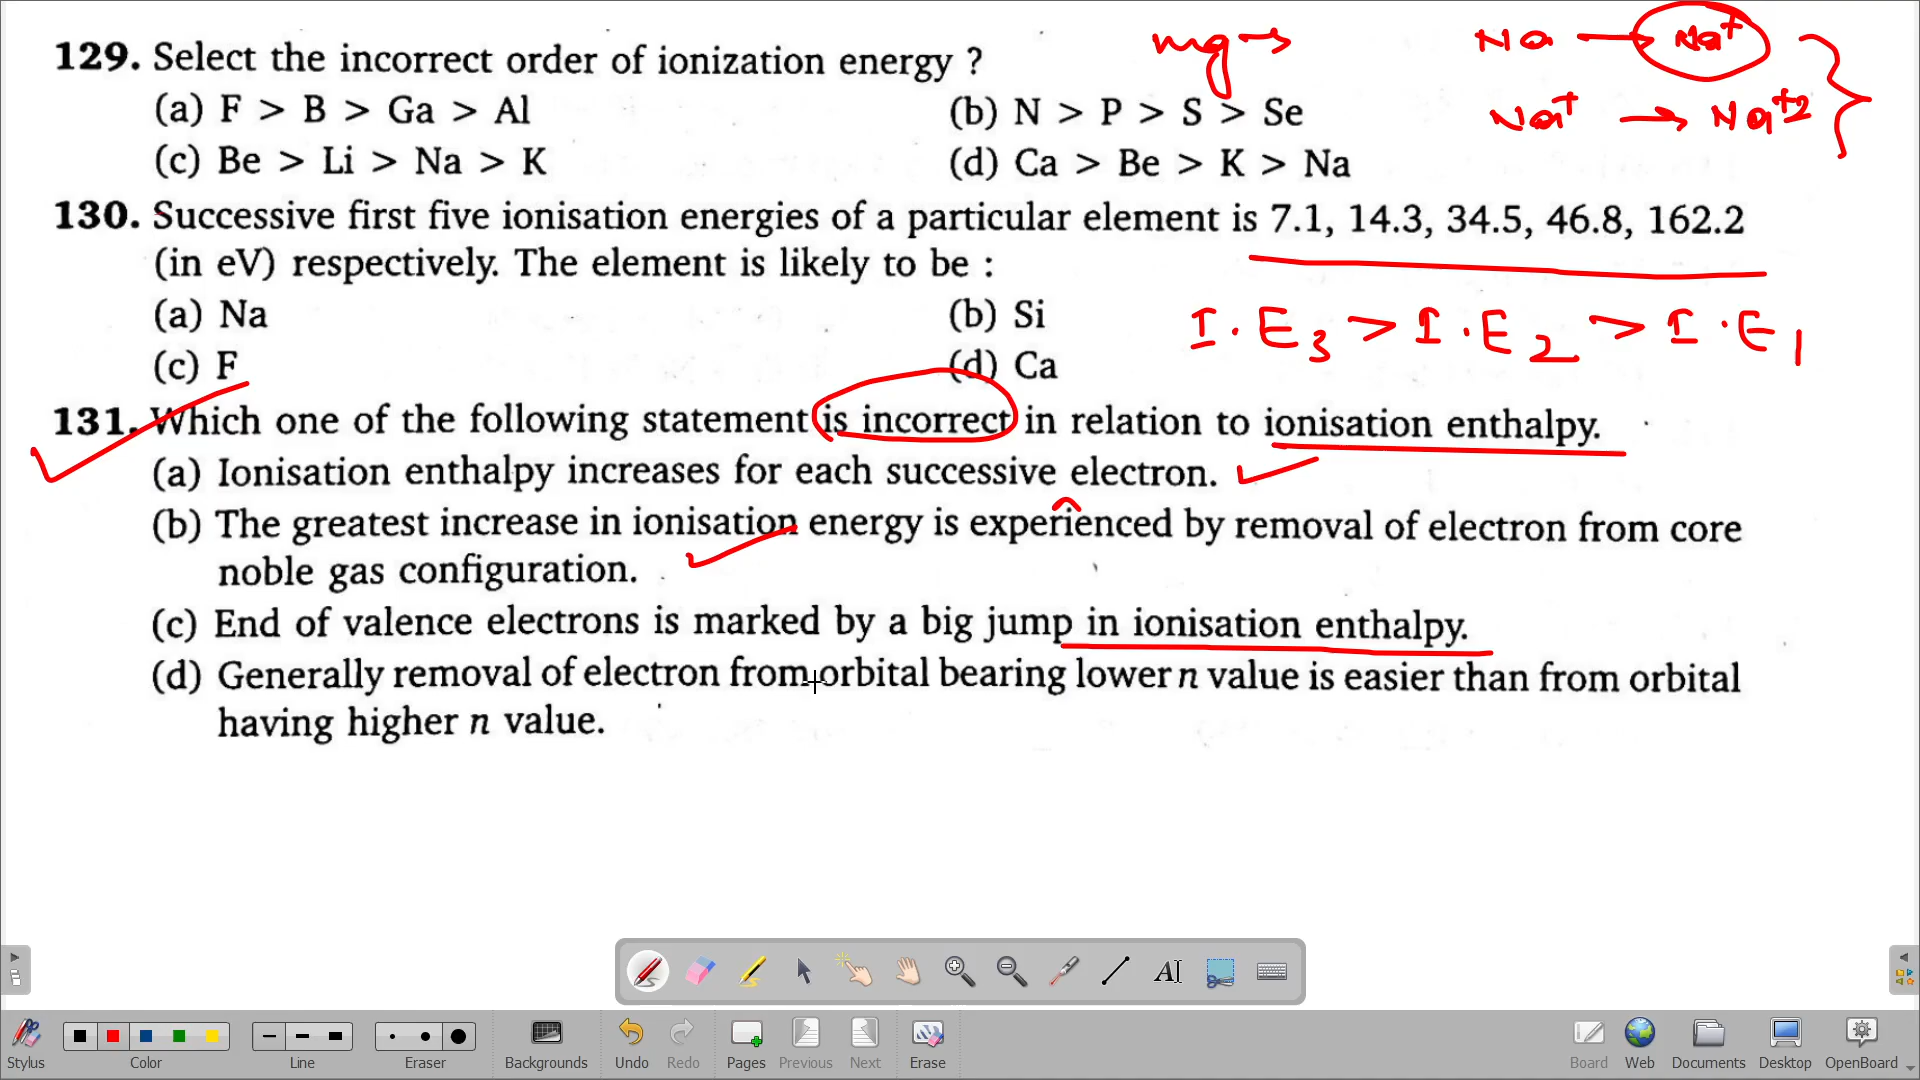 129. Select the incorrect order of ionization energy ?
(a) F > B > Ga > Al
(b) N > P > S > Se
(c) Be > Li > Na > K
(d) Ca > Be > K > Na
mg →
Na → Na+
Na+ → Na+2
130. Successive first five ionisation energies of a particular element is 7.1, 14.3, 34.5, 46.8, 162.2
(in eV) respectively. The element is likely to be :
(a) Na
(b) Si
(c) F
(d) Ca
I.E3 > I.E2 > I.E1
131. Which one of the following statement is incorrect in relation to ionisation enthalpy.
(a) Ionisation enthalpy increases for each successive electron.
(b) The greatest increase in ionisation energy is experienced by removal of electron from core
noble gas configuration.
(c) End of valence electrons is marked by a big jump in ionisation enthalpy.
(d) Generally removal of electron from orbital bearing lower n value is easier than from orbital
having higher n value.
AI
Stylus Color Line Eraser Backgrounds Undo Redo Pages Previous Next Erase Board Web Documents Desktop OpenBoard